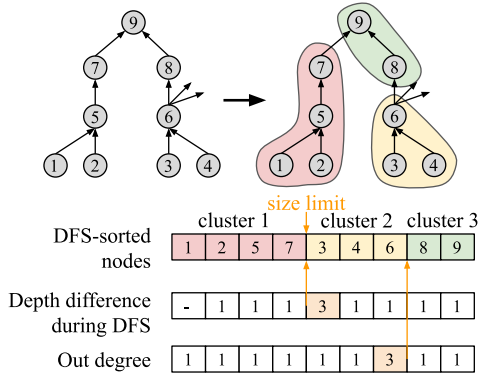 9
9
7
8
7
8
5
6
5
6
1
2
3
4
1
2
3
4
size limit
cluster 1
cluster 2
cluster 3
DFS-sorted
nodes
1 2 5 7 3 4 6 8 9
Depth difference
during DFS
- 1 1 1 3 1 1 1 1
Out degree
1 1 1 1 1 1 3 1 1